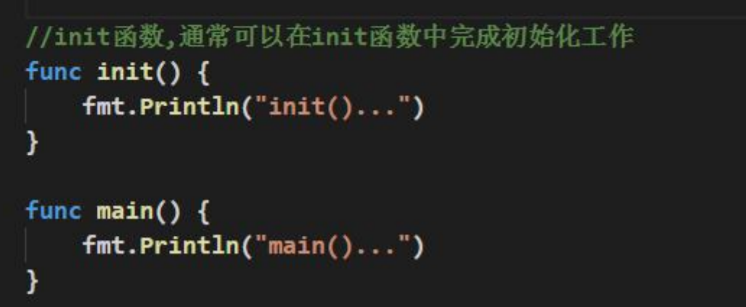 //init函数,通常可以在init函数中完成初始化工作
func init() {
    fmt.Println("init()...")
}
func main() {
    fmt.Println("main()...")
}